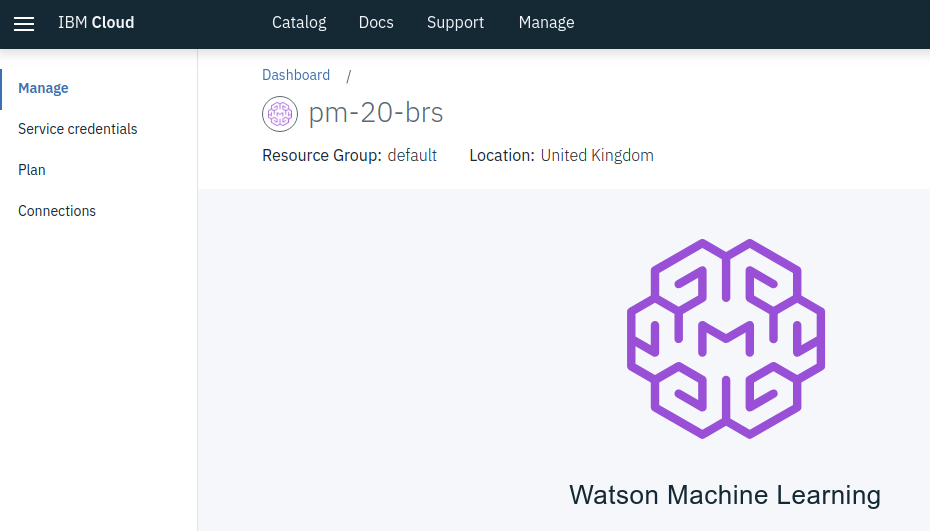 IBM Cloud Catalog Docs Support Manage
Manage
Service credentials
Plan
Connections
Dashboard /
pm-20-brs
Resource Group: default Location: United Kingdom
M
Watson Machine Learning